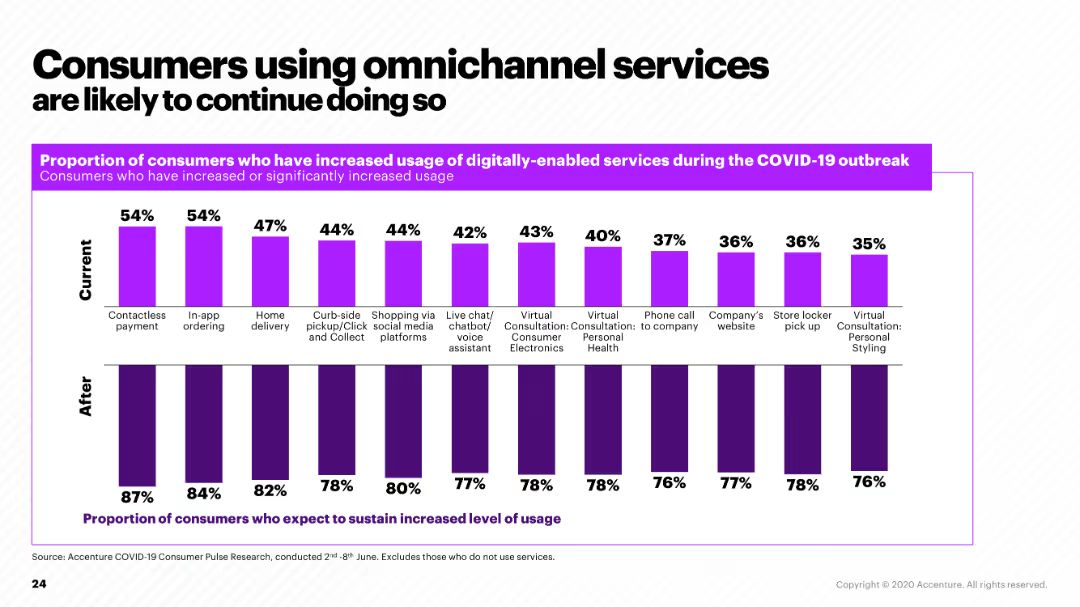 Consumers using omnichannel services
are likely to continue doing so
Proportion of consumers who have increased usage of digitally-enabled services during the COVID-19 outbreak
Consumers who have increased or significantly increased usage
Current
54%
54%
47%
44%
44%
42%
43%
40%
37%
36%
36%
35%
Contactless
payment
In-app
ordering
Home
delivery
Curb-side
pickup/Click
and Collect
Shopping via
social media
platforms
Live chat/
chatbot/
voice
assistant
Virtual
Consultation:
Consumer
Electronics
Virtual
Consultation:
Personal
Health
Phone call
to company
Company's
website
Store locker
pick up
Virtual
Consultation:
Personal
Styling
After
87%
84%
82%
78%
80%
77%
78%
78%
76%
77%
78%
76%
Proportion of consumers who expect to sustain increased level of usage
Source: Accenture COVID-19 Consumer Pulse Research, conducted 2nd -8th June. Excludes those who do not use services.
24
Copyright © 2020 Accenture. All rights reserved.